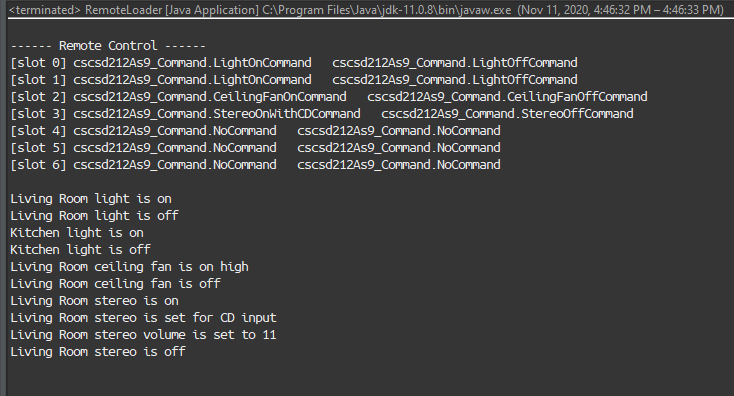 <terminated> RemoteLoader [Java Application] C:\Program Files\Java\jdk-11.0.8\bin\javaw.exe (Nov 11, 2020, 4:46:32 PM – 4:46:33 PM)
------ Remote Control ------
[slot 0] cscsd212As9_Command.LightOnCommand   cscsd212As9_Command.LightOffCommand
[slot 1] cscsd212As9_Command.LightOnCommand   cscsd212As9_Command.LightOffCommand
[slot 2] cscsd212As9_Command.CeilingFanOnCommand   cscsd212As9_Command.CeilingFanOffCommand
[slot 3] cscsd212As9_Command.StereoOnWithCDCommand   cscsd212As9_Command.StereoOffCommand
[slot 4] cscsd212As9_Command.NoCommand   cscsd212As9_Command.NoCommand
[slot 5] cscsd212As9_Command.NoCommand   cscsd212As9_Command.NoCommand
[slot 6] cscsd212As9_Command.NoCommand   cscsd212As9_Command.NoCommand
Living Room light is on
Living Room light is off
Kitchen light is on
Kitchen light is off
Living Room ceiling fan is on high
Living Room ceiling fan is off
Living Room stereo is on
Living Room stereo is set for CD input
Living Room stereo volume is set to 11
Living Room stereo is off